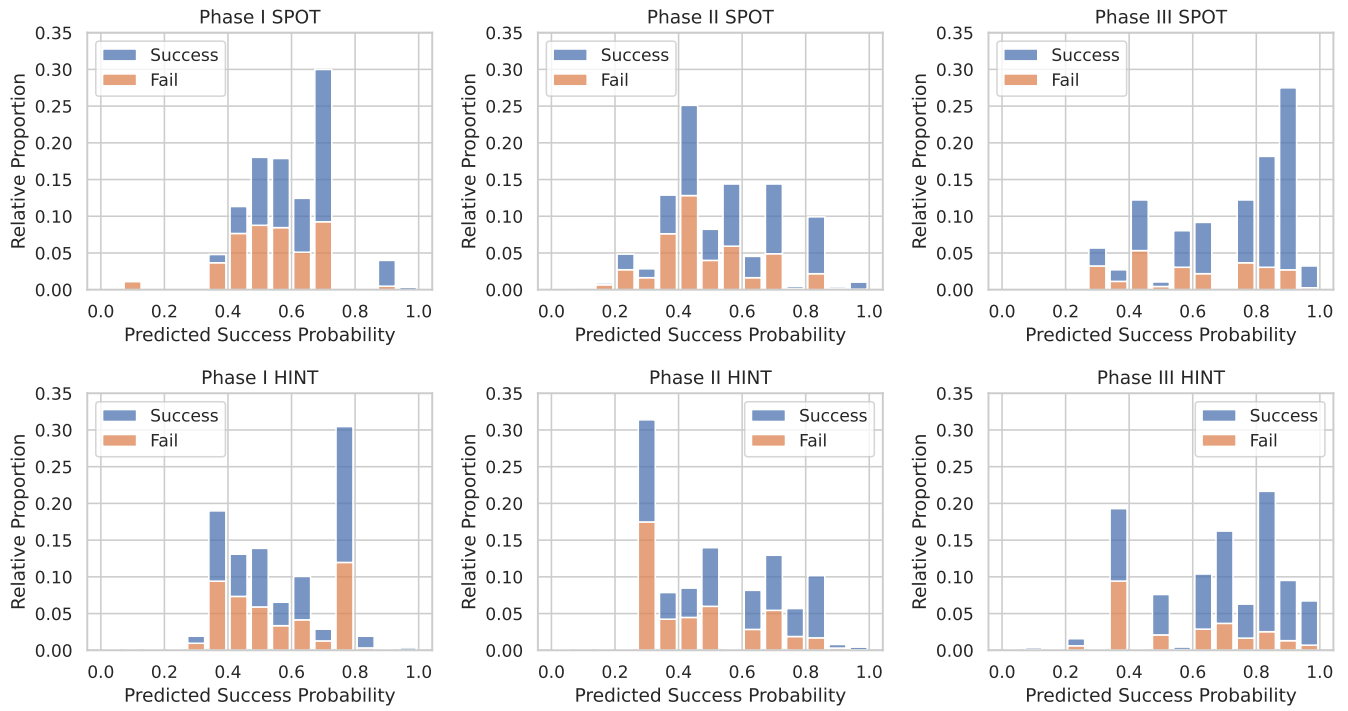 Phase I SPOT
Relative Proportion
0.35
0.30
0.25
0.20
0.15
0.10
0.05
0.00
Success
Fail
0.0 0.2 0.4 0.6 0.8 1.0
Predicted Success Probability
Phase II SPOT
Relative Proportion
0.35
0.30
0.25
0.20
0.15
0.10
0.05
0.00
Success
Fail
0.0 0.2 0.4 0.6 0.8 1.0
Predicted Success Probability
Phase III SPOT
Relative Proportion
0.35
0.30
0.25
0.20
0.15
0.10
0.05
0.00
Success
Fail
0.0 0.2 0.4 0.6 0.8 1.0
Predicted Success Probability
Phase I HINT
Relative Proportion
0.35
0.30
0.25
0.20
0.15
0.10
0.05
0.00
Success
Fail
0.0 0.2 0.4 0.6 0.8 1.0
Predicted Success Probability
Phase II HINT
Relative Proportion
0.35
0.30
0.25
0.20
0.15
0.10
0.05
0.00
Success
Fail
0.0 0.2 0.4 0.6 0.8 1.0
Predicted Success Probability
Phase III HINT
Relative Proportion
0.35
0.30
0.25
0.20
0.15
0.10
0.05
0.00
Success
Fail
0.0 0.2 0.4 0.6 0.8 1.0
Predicted Success Probability